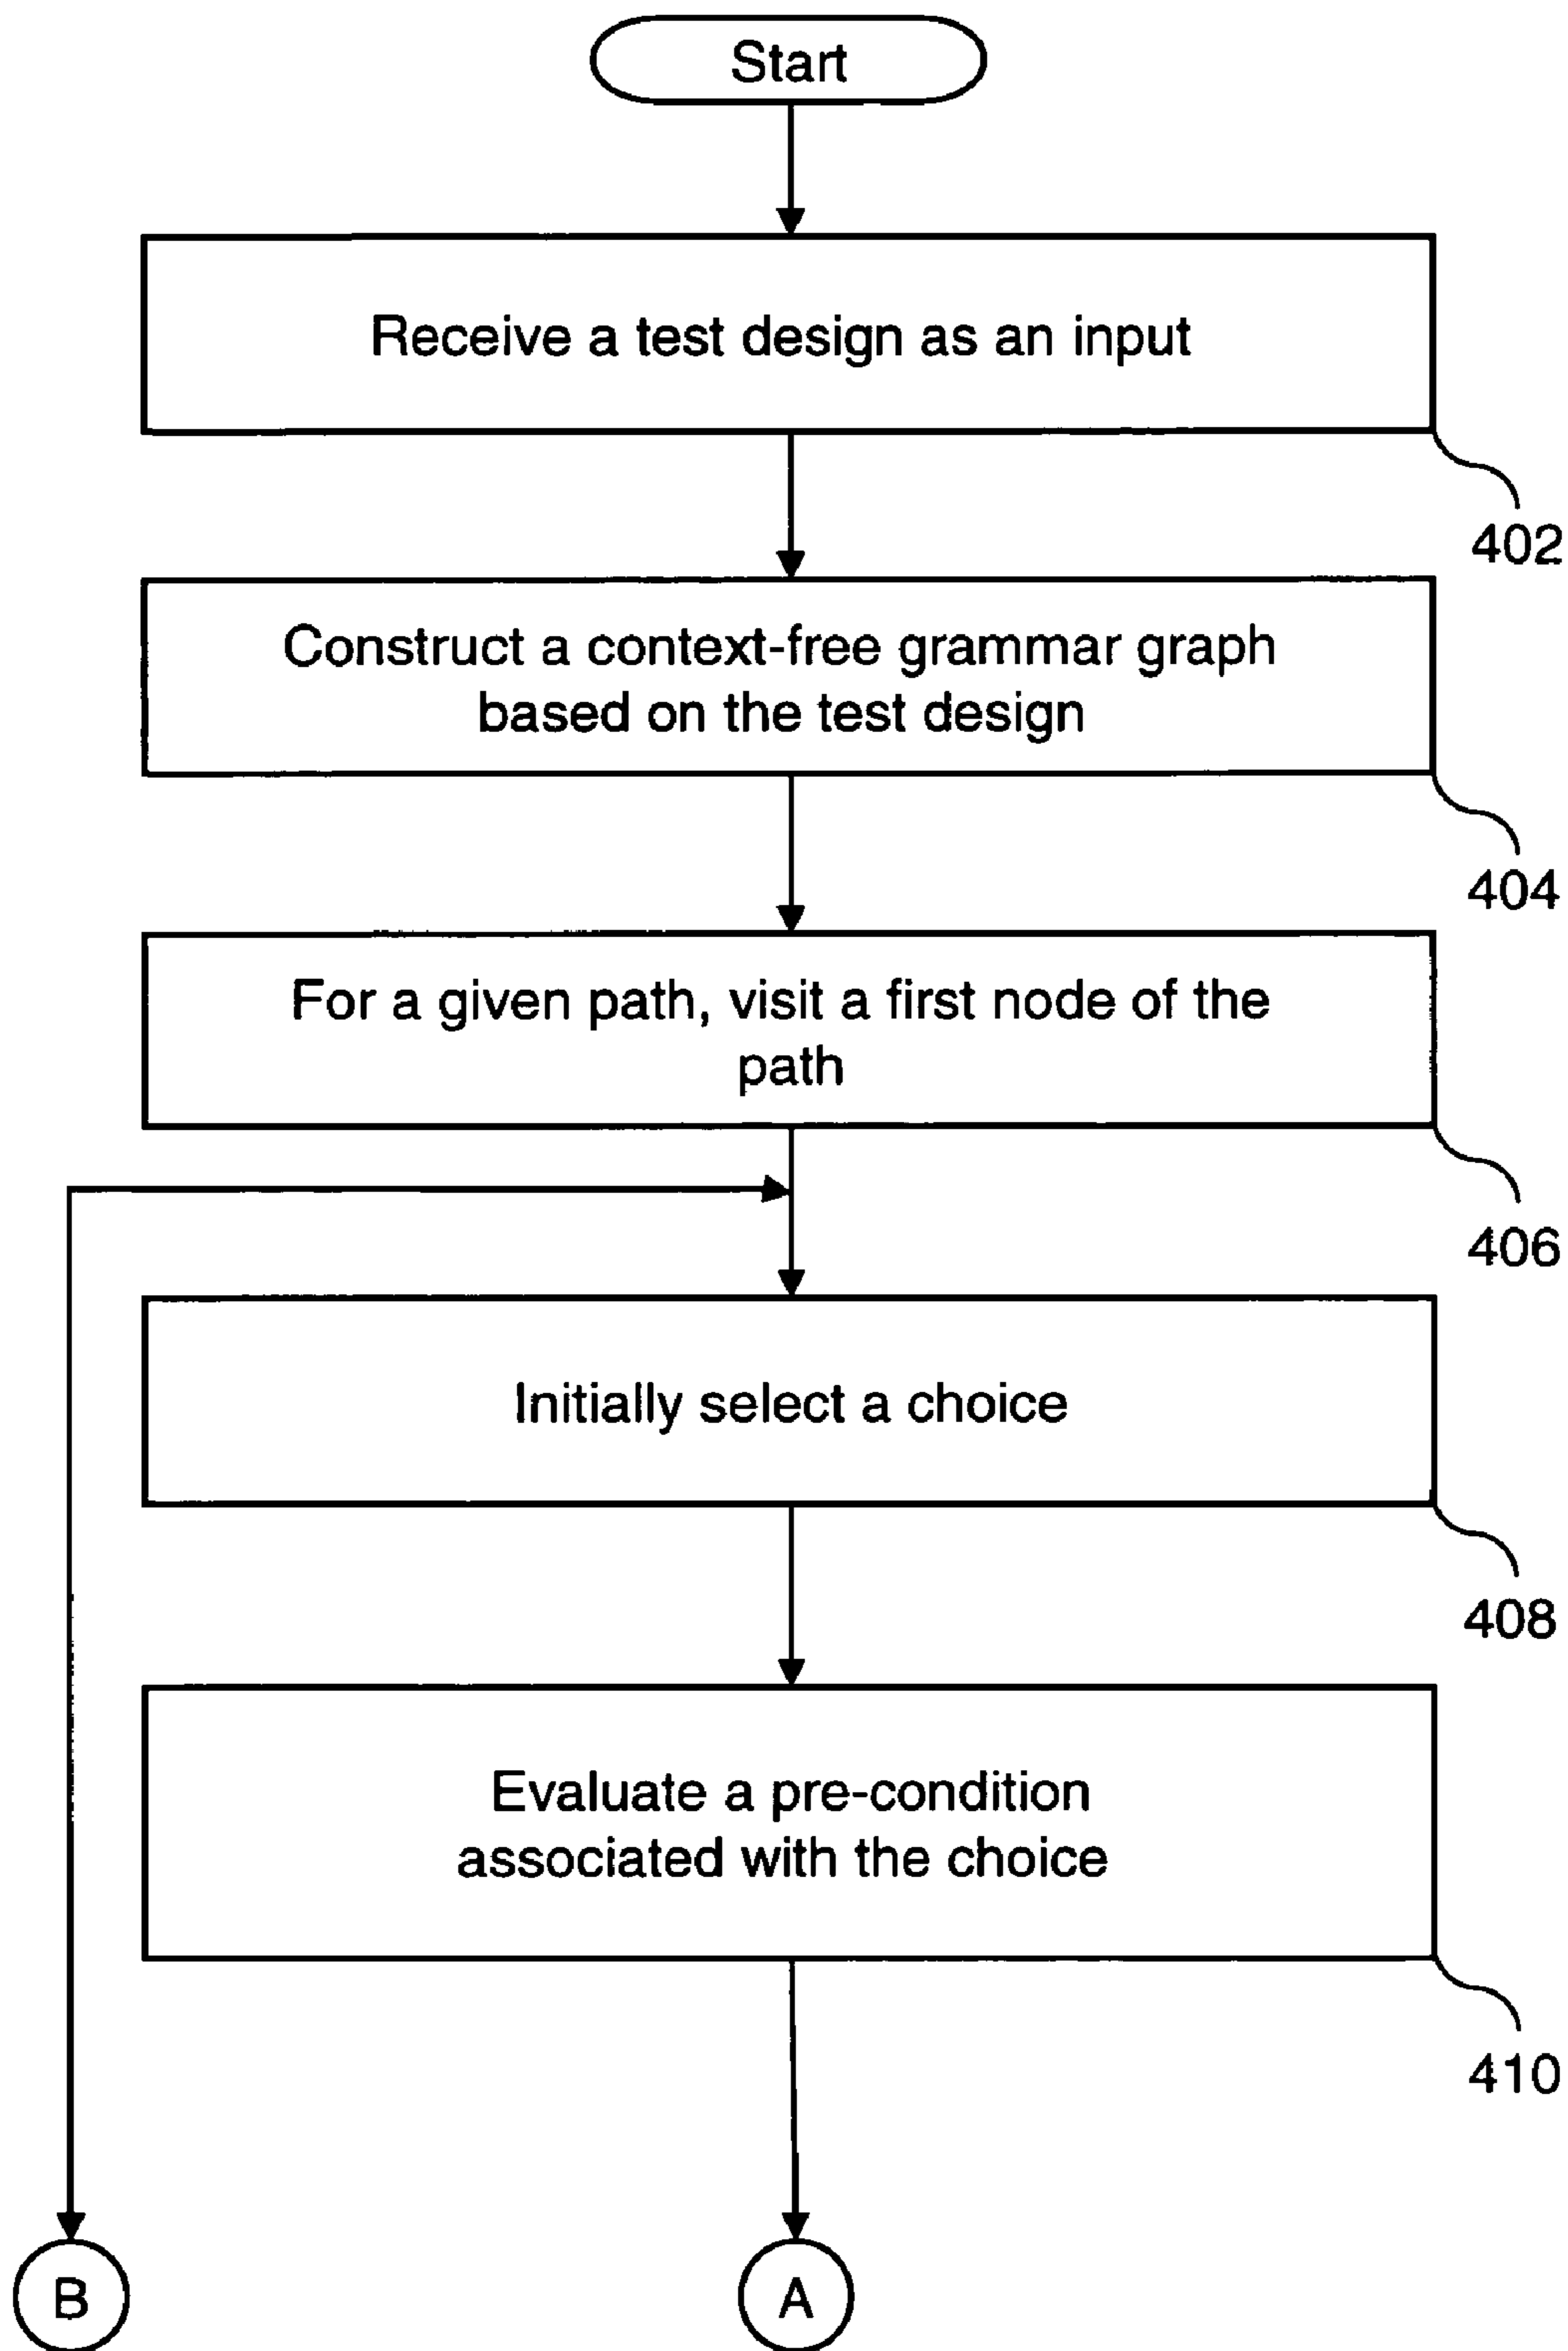 Start
Receive a test design as an input
402
Construct a context-free grammar graph
based on the test design
404
For a given path, visit a first node of the
path
406
Initially select a choice
408
Evaluate a pre-condition
associated with the choice
410
B
A